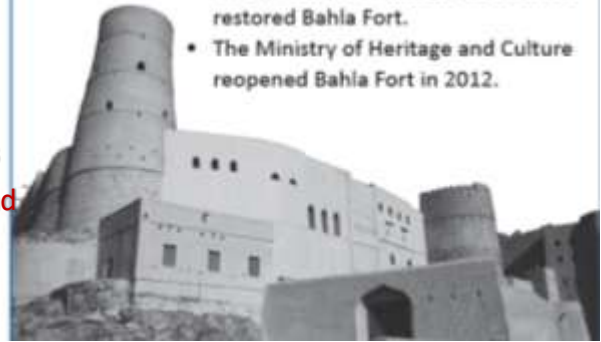 restored Bahla Fort.
• The Ministry of Heritage and Culture
reopened Bahla Fort in 2012.
d